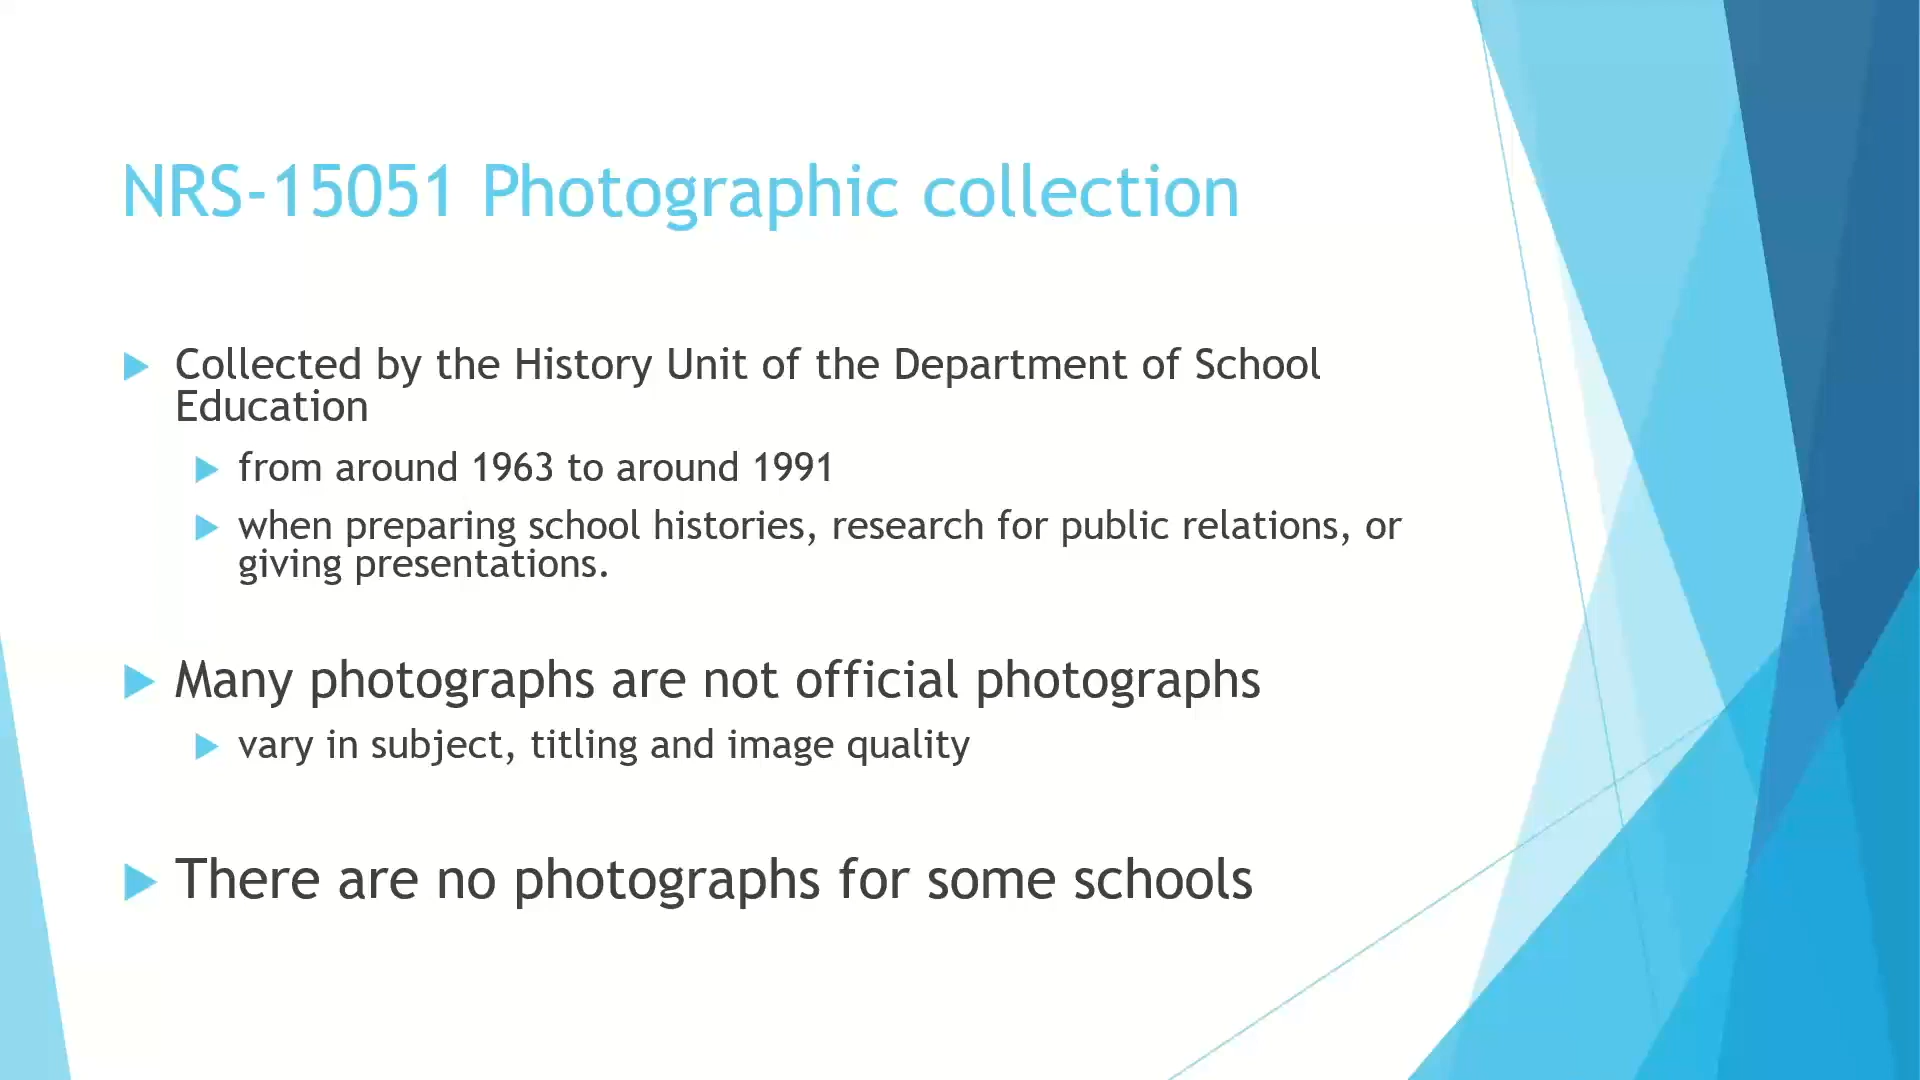 NRS-15051 Photographic collection
Collected by the History Unit of the Department of School
Education
from around 1963 to around 1991
when preparing school histories, research for public relations, or
giving presentations.
Many photographs are not official photographs
vary in subject, titling and image quality
There are no photographs for some schools